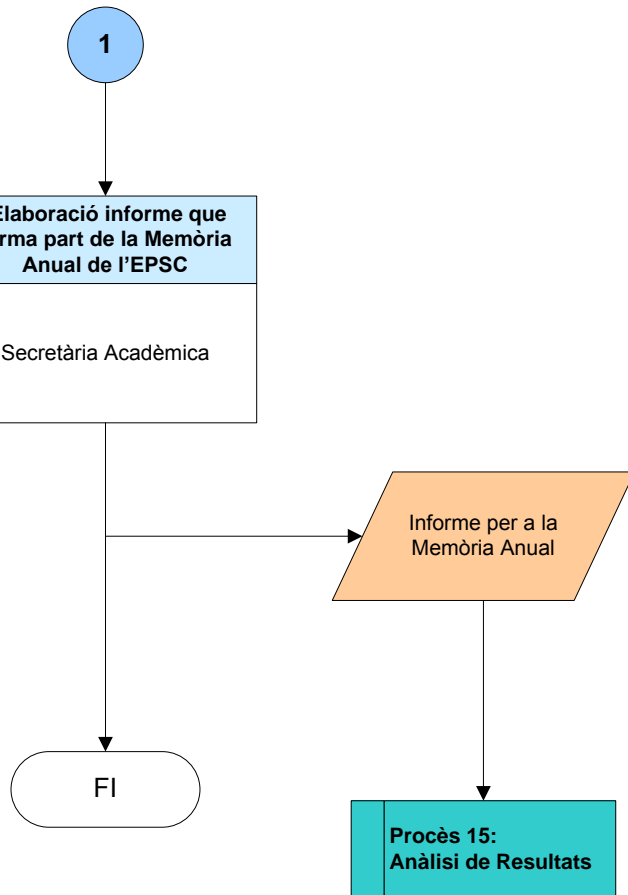 1
Elaboració informe que
forma part de la Memòria
Anual de l'EPSC
Secretària Acadèmica
Informe per a la
Memòria Anual
FI
Procès 15:
Anàlisi de Resultats